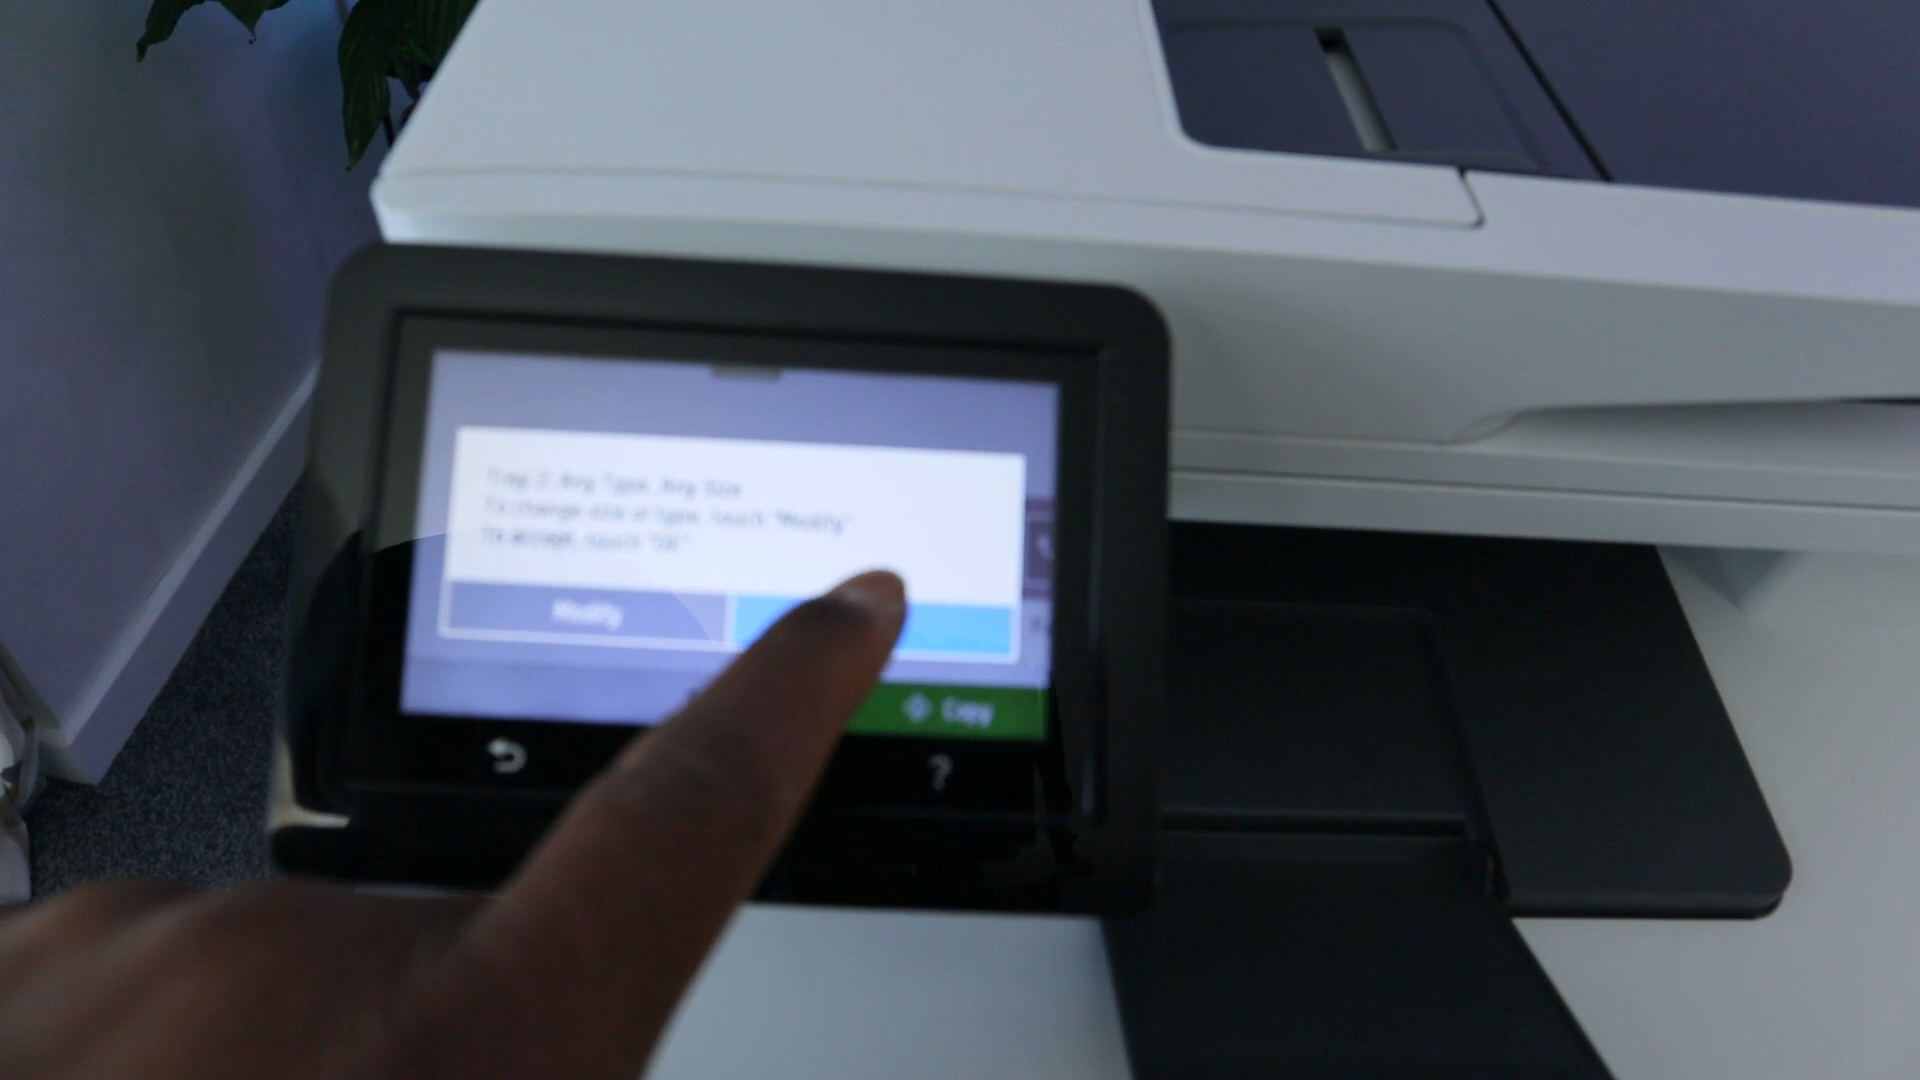 Tray 2: Any Type, Any Size
To change size or type, touch "Modify"
To accept, touch "OK".
Modify
Copy
?